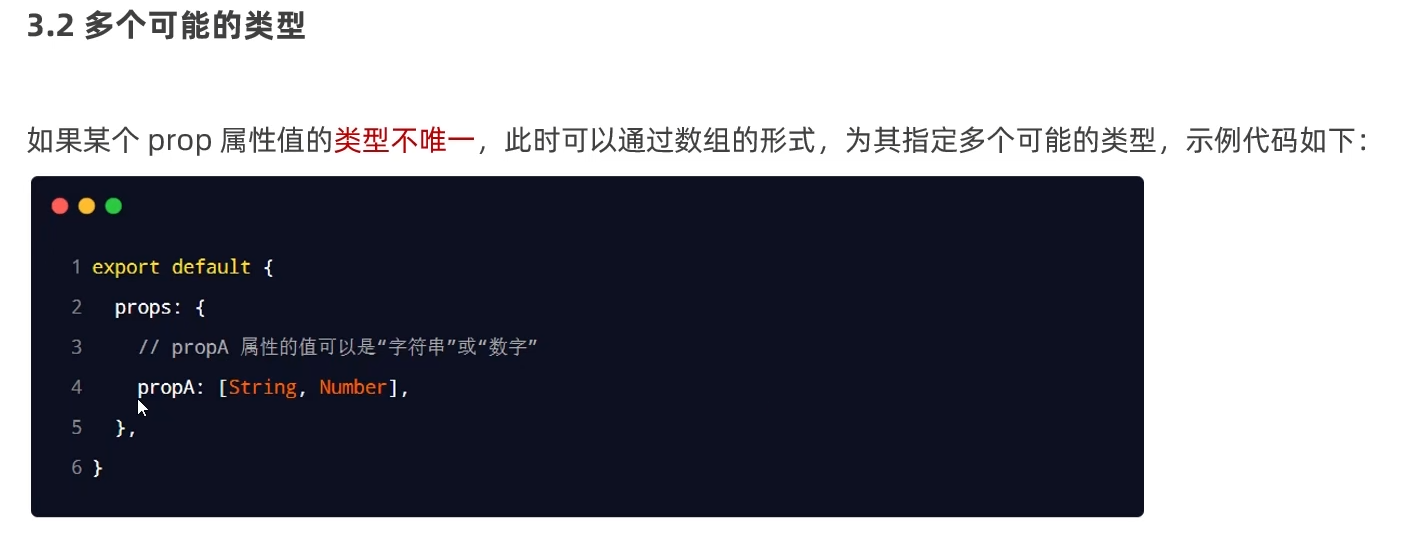 3.2 多个可能的类型
如果某个 prop 属性值的类型不唯一，此时可以通过数组的形式，为其指定多个可能的类型，示例代码如下：
1 export default {
2 props: {
3 // propA 属性的值可以是“字符串”或“数字”
4 propA: [String, Number],
5 },
6 }